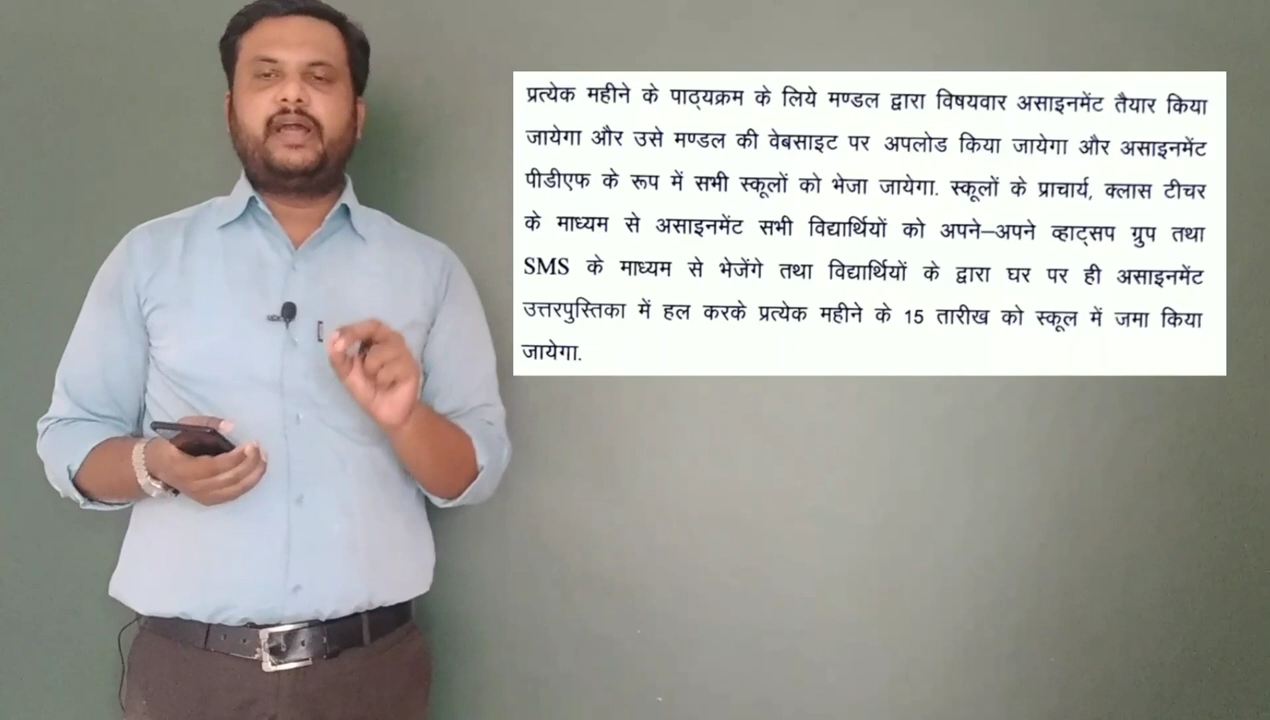 प्रत्येक महीने के पाठ्यक्रम के लिये मण्डल द्वारा विषयवार असाइनमेंट तैयार किया
जायेगा और उसे मण्डल की वेबसाइट पर अपलोड किया जायेगा और असाइनमेंट
पीडीएफ के रूप में सभी स्कूलों को भेजा जायेगा. स्कूलों के प्राचार्य, क्लास टीचर
के माध्यम से असाइनमेंट सभी विद्यार्थियों को अपने–अपने व्हाट्सप ग्रुप तथा
SMS के माध्यम से भेजेंगे तथा विद्यार्थियों के द्वारा घर पर ही असाइनमेंट
उत्तरपुस्तिका में हल करके प्रत्येक महीने के 15 तारीख को स्कूल में जमा किया
जायेगा.